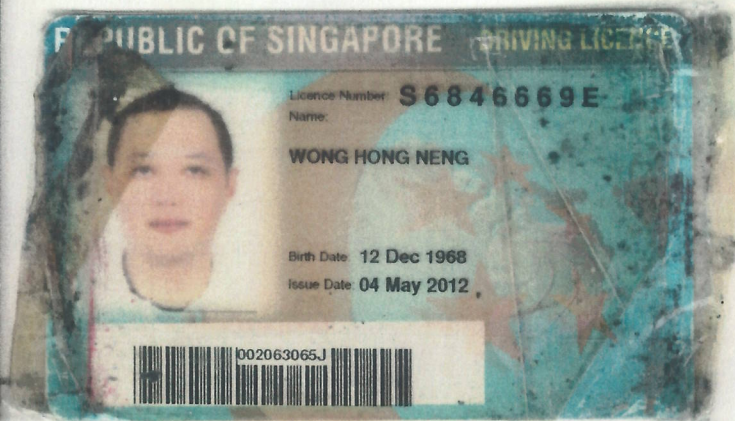 REPUBLIC OF SINGAPORE DRIVING LICENCE
Licence Number: S6846669E
Name:
WONG HONG NENG
Birth Date: 12 Dec 1968
Issue Date: 04 May 2012
002063065J